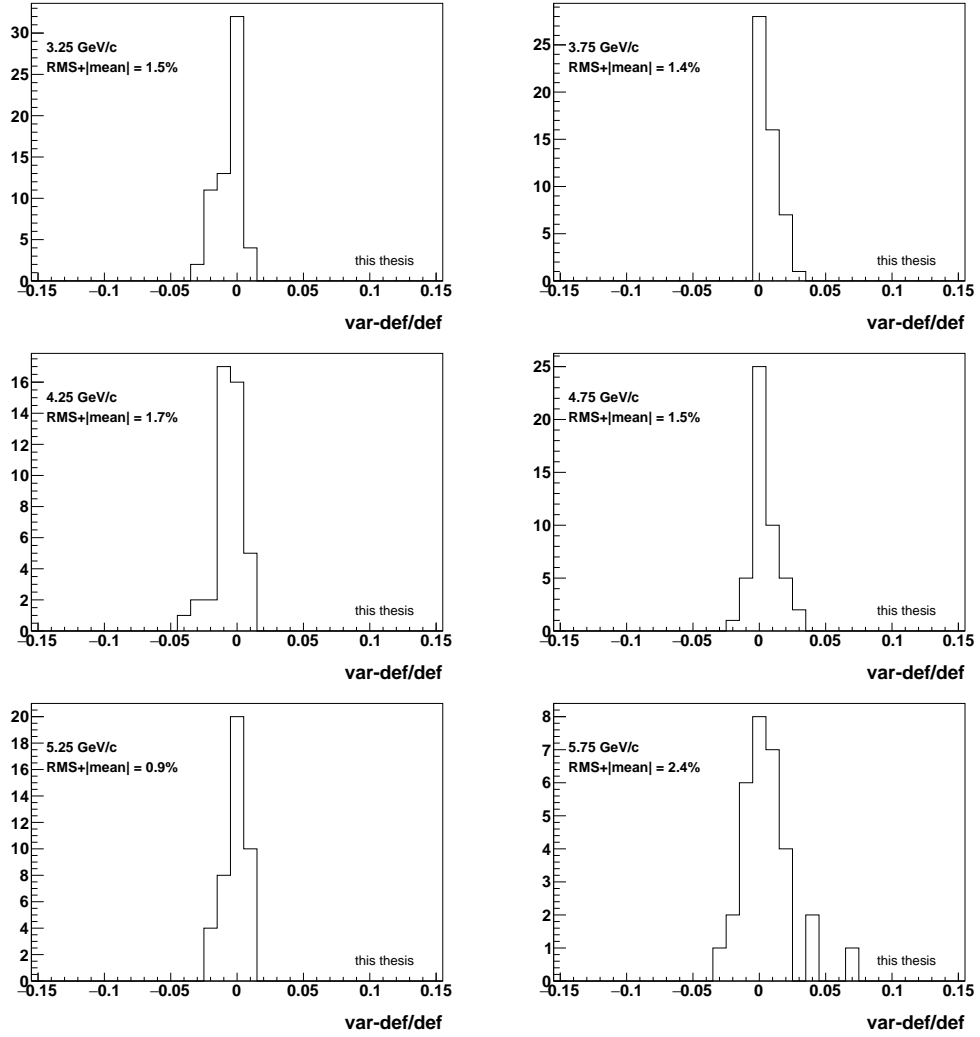 30
25
20
15
10
5
0
3.25 GeV/c
RMS+|mean| = 1.5%
this thesis
−0.15 −0.1 −0.05 0 0.05 0.1 0.15
var-def/def
25
20
15
10
5
0
3.75 GeV/c
RMS+|mean| = 1.4%
this thesis
−0.15 −0.1 −0.05 0 0.05 0.1 0.15
var-def/def
16
14
12
10
8
6
4
2
0
4.25 GeV/c
RMS+|mean| = 1.7%
this thesis
−0.15 −0.1 −0.05 0 0.05 0.1 0.15
var-def/def
25
20
15
10
5
0
4.75 GeV/c
RMS+|mean| = 1.5%
this thesis
−0.15 −0.1 −0.05 0 0.05 0.1 0.15
var-def/def
20
18
16
14
12
10
8
6
4
2
0
5.25 GeV/c
RMS+|mean| = 0.9%
this thesis
−0.15 −0.1 −0.05 0 0.05 0.1 0.15
var-def/def
8
7
6
5
4
3
2
1
0
5.75 GeV/c
RMS+|mean| = 2.4%
this thesis
−0.15 −0.1 −0.05 0 0.05 0.1 0.15
var-def/def